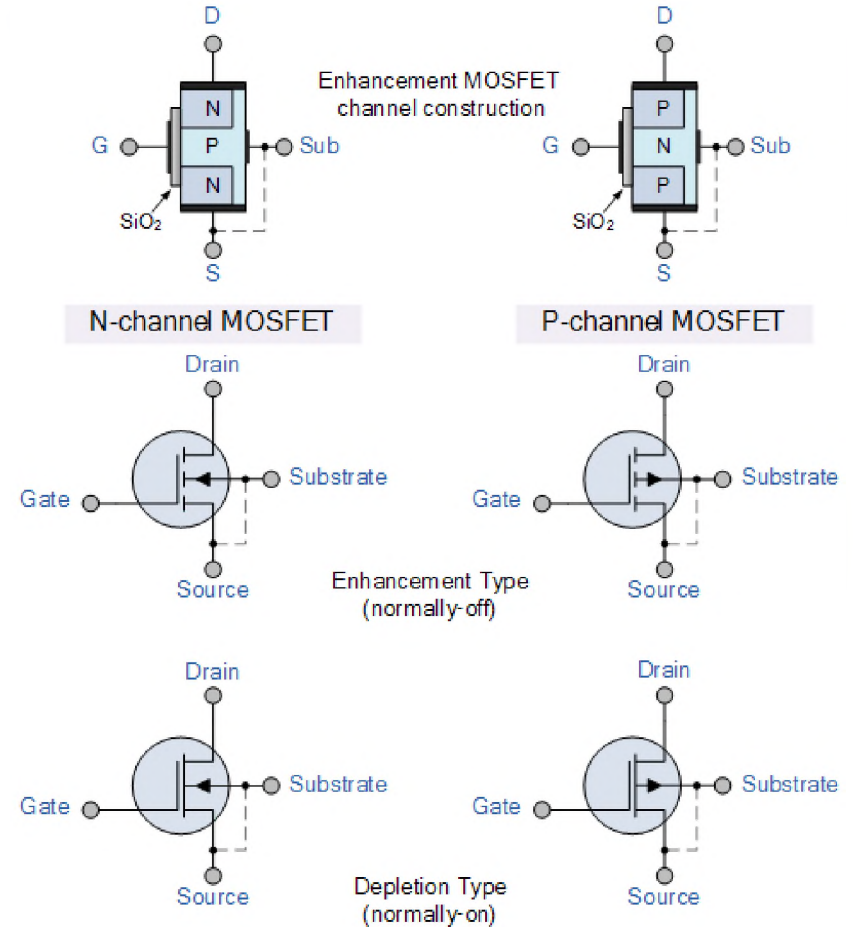 D
D
Enhancement MOSFET
channel construction
N
P
G
P
Sub
G
N
Sub
N
P
SiO₂
SiO₂
S
S
N-channel MOSFET
P-channel MOSFET
Drain
Drain
Substrate
Substrate
Gate
Gate
Source
Source
Enhancement Type
(normally-off)
Drain
Drain
Substrate
Substrate
Gate
Gate
Source
Source
Depletion Type
(normally-on)